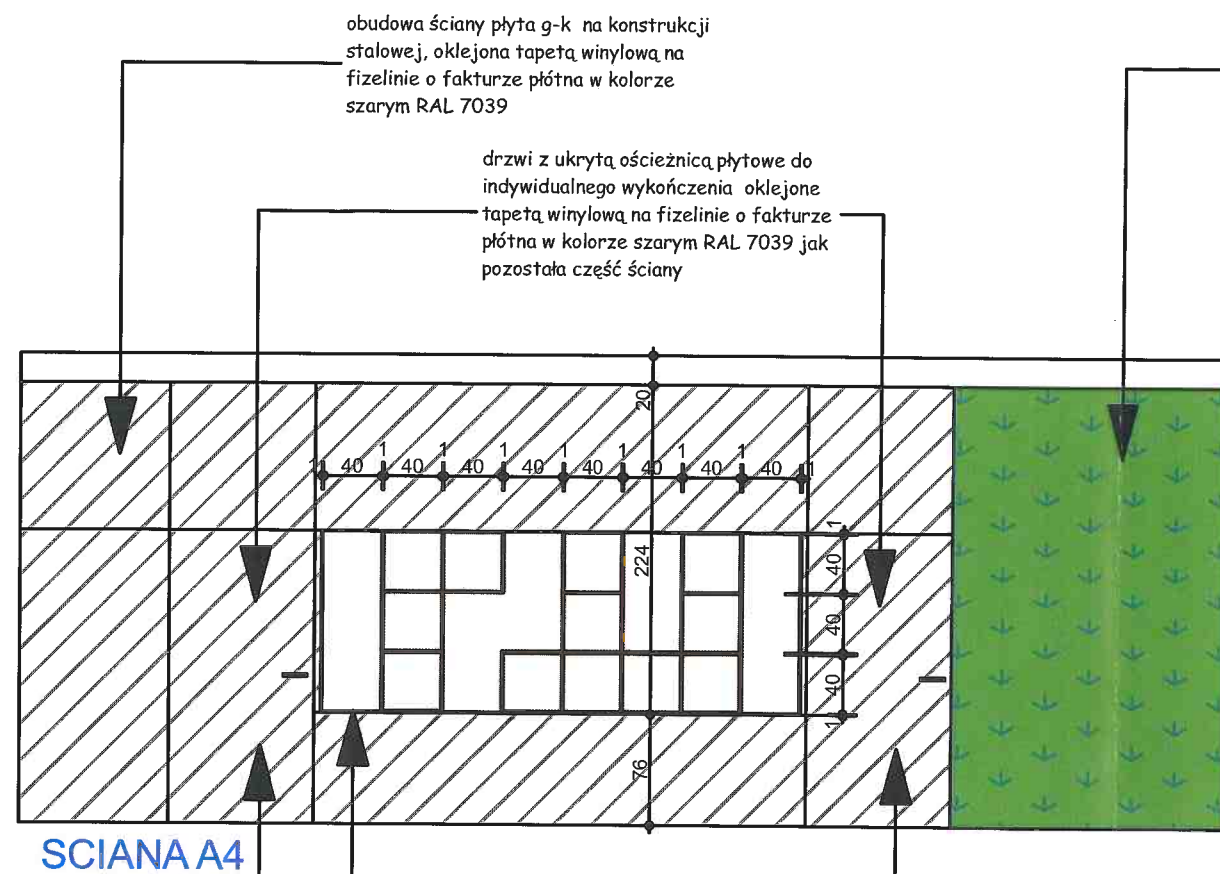 obudowa ściany płyta g-k na konstrukcji
stalowej, oklejona tapetą winylową na
fizelinie o fakturze płótna w kolorze
szarym RAL 7039
drzwi z ukrytą ościeżnicą płytowe do
indywidualnego wykończenia oklejone
tapetą winylową na fizelinie o fakturze
płótna w kolorze szarym RAL 7039 jak
pozostała część ściany
20
1 1 1 1 1 1 1
1 40 40 40 40 40 40 40 40 1
1
40
40
40
1
224
76
SCIANA A4